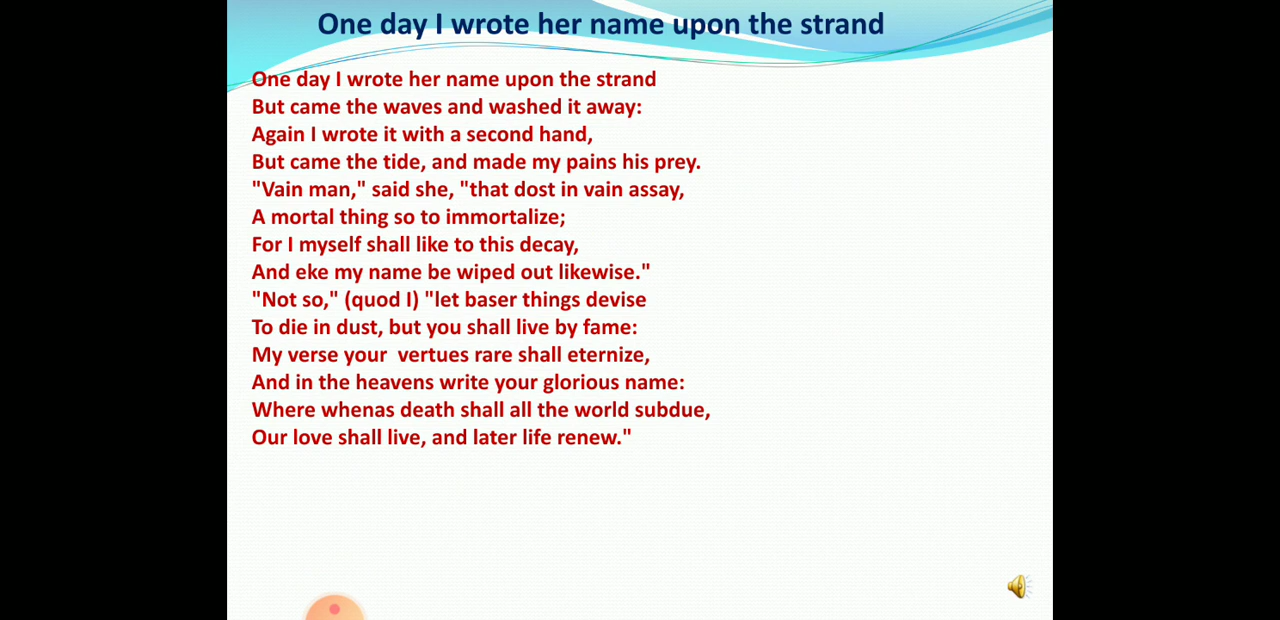 One day I wrote her name upon the strand
One day I wrote her name upon the strand
But came the waves and washed it away:
Again I wrote it with a second hand,
But came the tide, and made my pains his prey.
"Vain man," said she, "that dost in vain assay,
A mortal thing so to immortalize;
For I myself shall like to this decay,
And eke my name be wiped out likewise."
"Not so," (quod I) "let baser things devise
To die in dust, but you shall live by fame:
My verse your  vertues rare shall eternize,
And in the heavens write your glorious name:
Where whenas death shall all the world subdue,
Our love shall live, and later life renew."